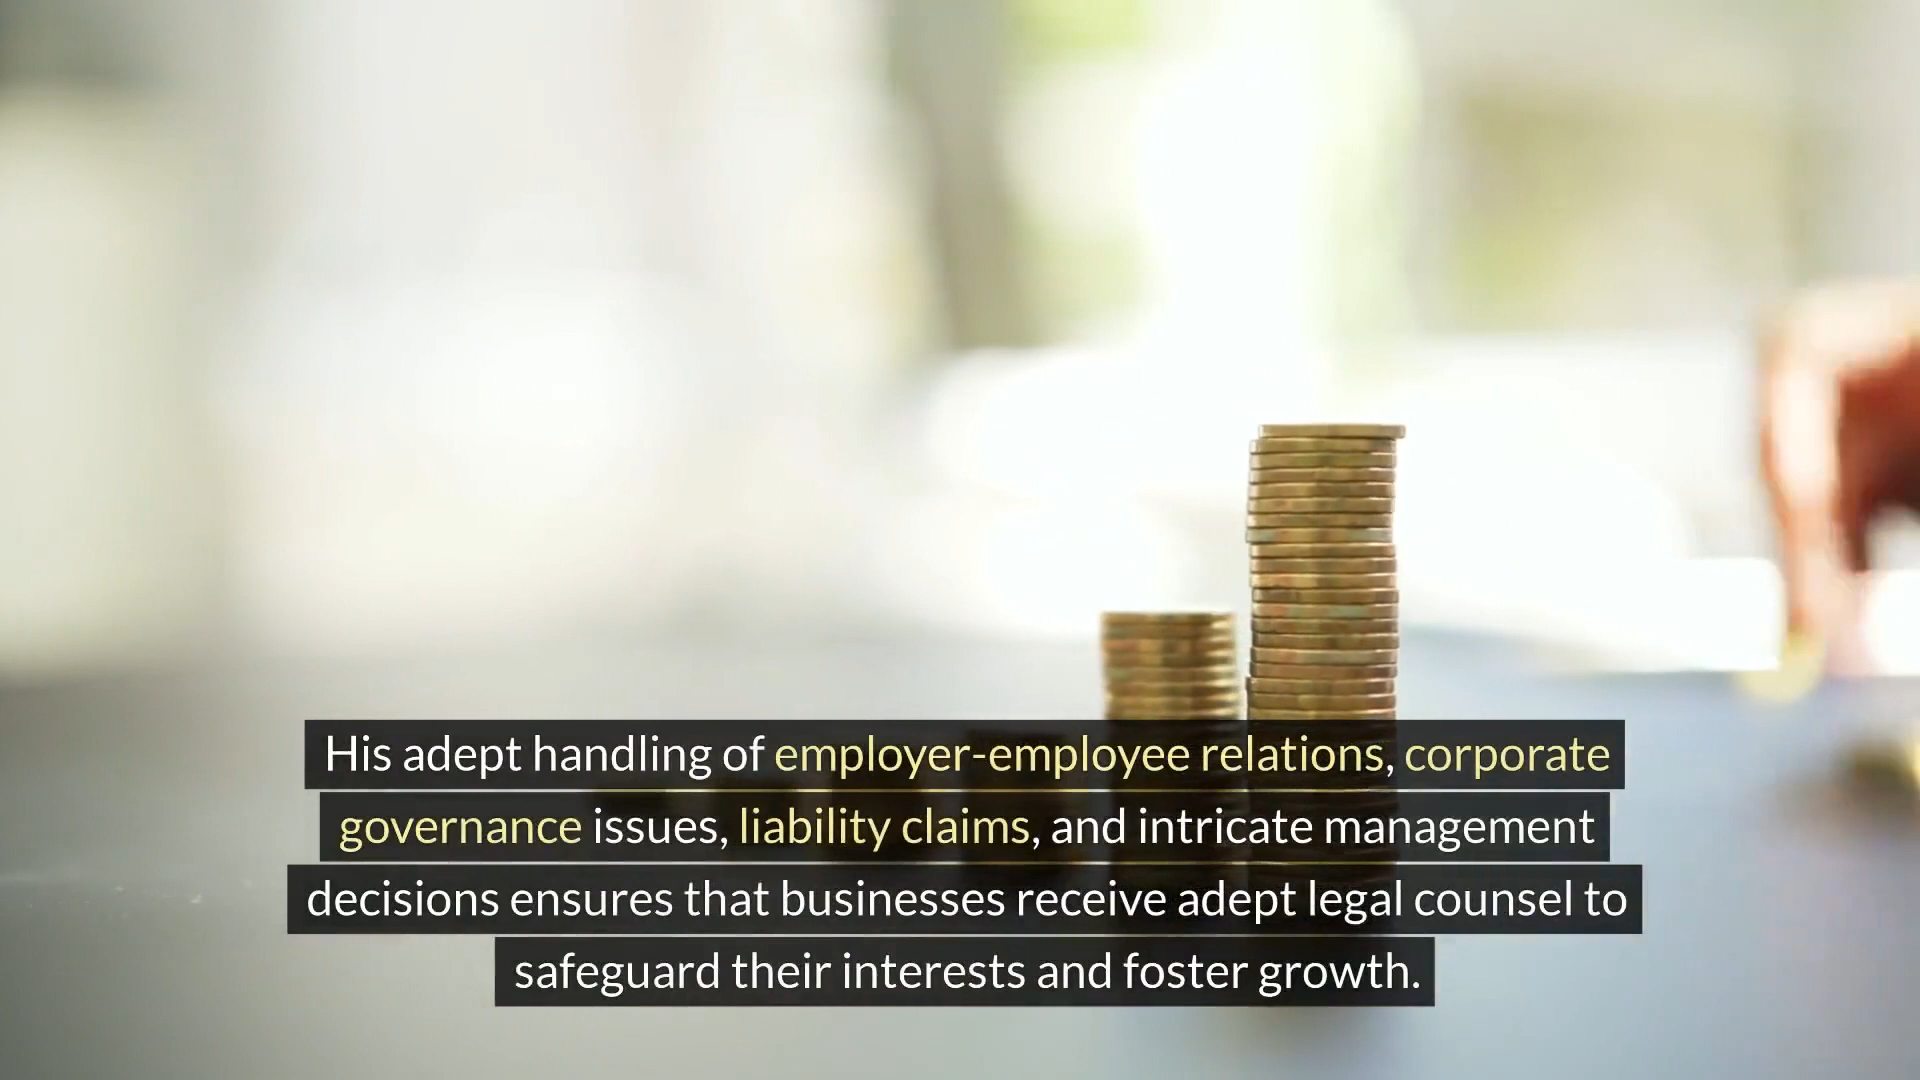 His adept handling of employer-employee relations, corporate
governance issues, liability claims, and intricate management
decisions ensures that businesses receive adept legal counsel to
safeguard their interests and foster growth.